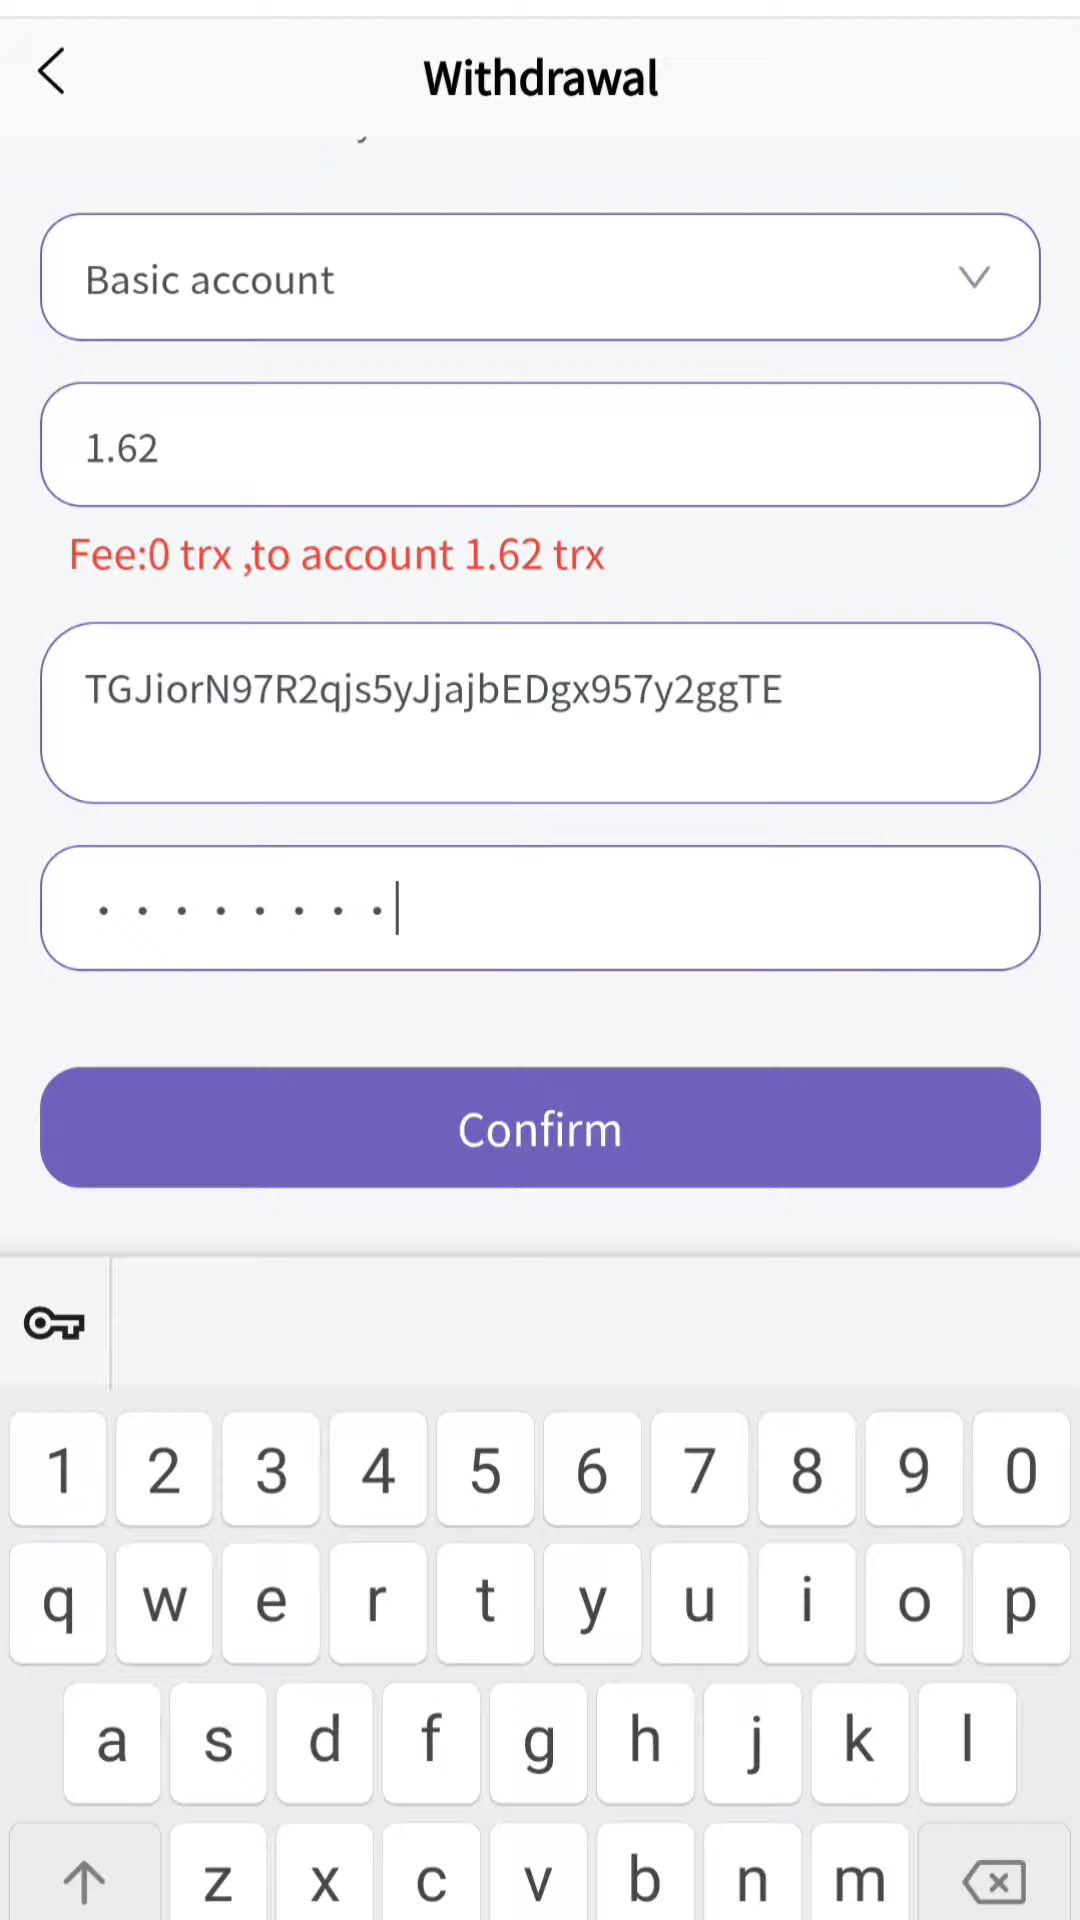 Withdrawal
Basic account
1.62
Fee:0 trx ,to account 1.62 trx
TGJiorN97R2qjs5yJjajbEDgx957y2ggTE
Confirm
1 2 3 4 5 6 7 8 9 0
q w e r t y u i o p
a s d f g h j k l
z x c v b n m